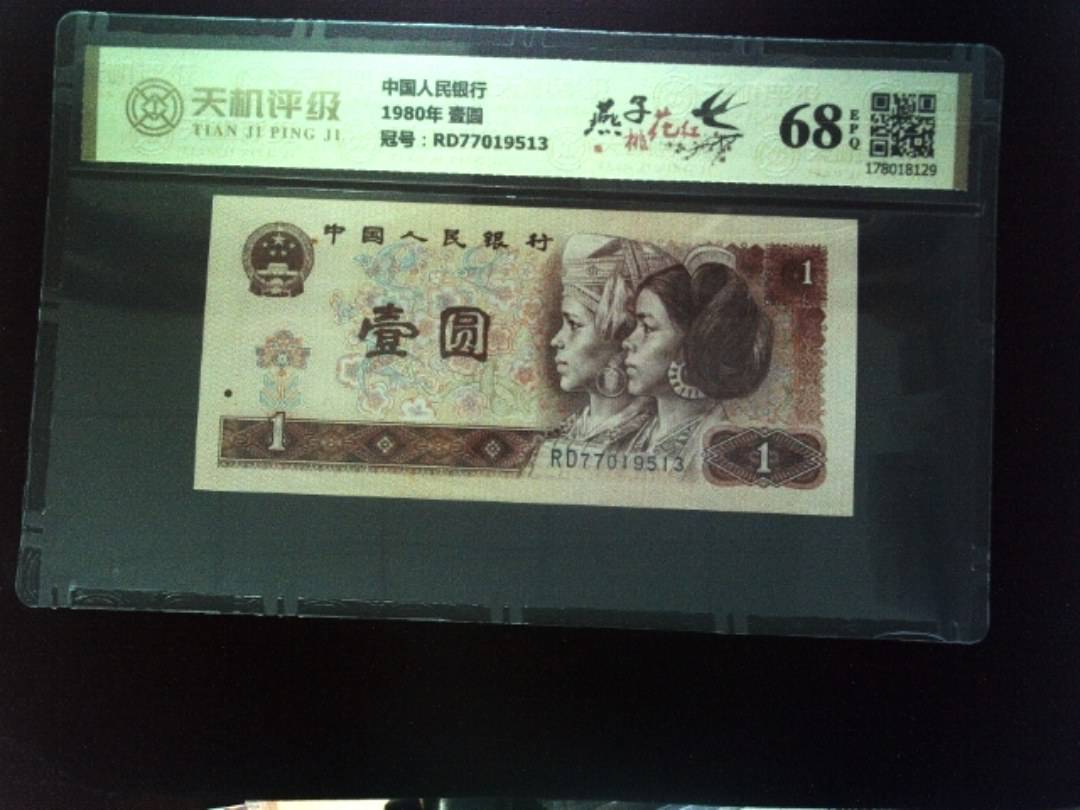 天机评级
TIAN JI PING JI
中国人民银行
1980年 壹圆
冠号：RD77019513
燕子
桃花红
68
EPQ
178018129
中国人民银行
1
壹圆
1
RD77019513
1